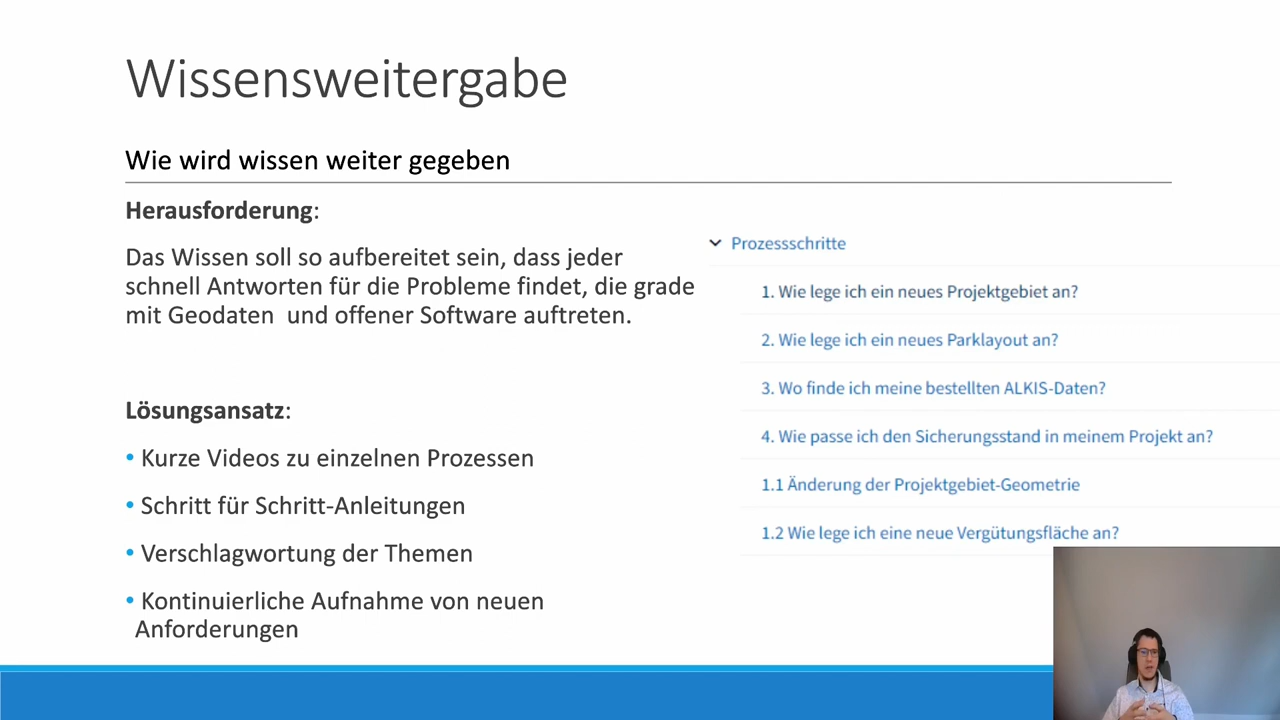 Wissensweitergabe
Wie wird wissen weiter gegeben
Herausforderung:
Das Wissen soll so aufbereitet sein, dass jeder
schnell Antworten für die Probleme findet, die grade
mit Geodaten  und offener Software auftreten.
Lösungsansatz:
• Kurze Videos zu einzelnen Prozessen
• Schritt für Schritt-Anleitungen
• Verschlagwortung der Themen
• Kontinuierliche Aufnahme von neuen
Anforderungen
Prozessschritte
1. Wie lege ich ein neues Projektgebiet an?
2. Wie lege ich ein neues Parklayout an?
3. Wo finde ich meine bestellten ALKIS-Daten?
4. Wie passe ich den Sicherungsstand in meinem Projekt an?
1.1 Änderung der Projektgebiet-Geometrie
1.2 Wie lege ich eine neue Vergütungsfläche an?